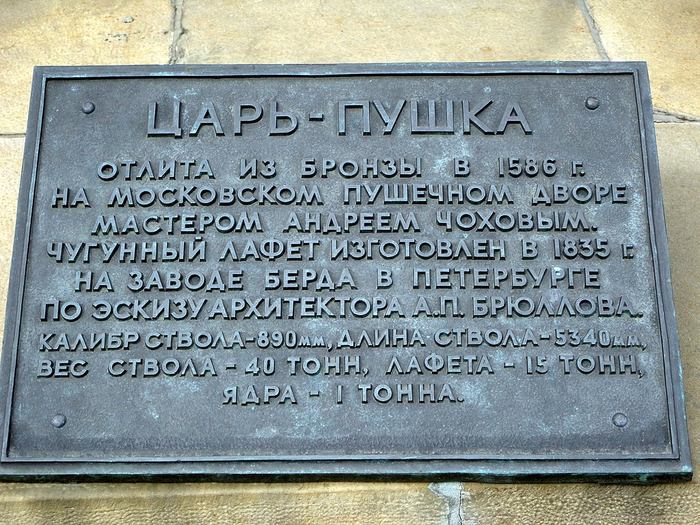 ЦАРЬ-ПУШКА
ОТЛИТА ИЗ БРОНЗЫ В 1586 г.
НА МОСКОВСКОМ ПУШЕЧНОМ ДВОРЕ
МАСТЕРОМ АНДРЕЕМ ЧОХОВЫМ.
ЧУГУННЫЙ ЛАФЕТ ИЗГОТОВЛЕН В 1835 г.
НА ЗАВОДЕ БЕРДА В ПЕТЕРБУРГЕ
ПО ЭСКИЗУ АРХИТЕКТОРА А.П. БРЮЛЛОВА.
КАЛИБР СТВОЛА-890мм, ДЛИНА СТВОЛА-5340мм,
ВЕС СТВОЛА - 40 ТОНН, ЛАФЕТА - 15 ТОНН,
ЯДРА - 1 ТОННА.